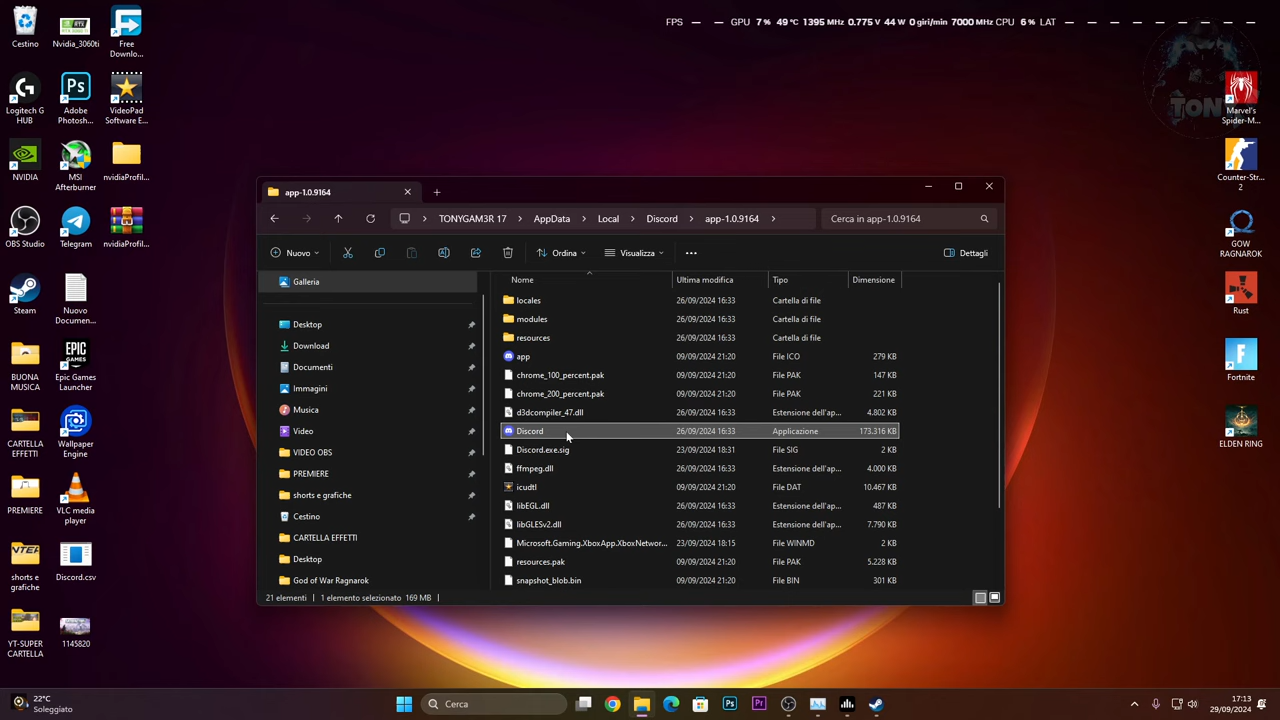 FPS — — GPU 7 % 49 °C 1395 MHz 0.775 V 44 W 0 giri/min 7000 MHz CPU 6 % LAT — — — — — — —
Cestino
Nvidia_3060ti
Free Downlo...
Logitech G HUB
Adobe Photosh...
VideoPad Software E...
NVIDIA
MSI Afterburner
nvidiaProfil...
OBS Studio
Telegram
nvidiaProfil...
Steam
Nuovo Documen...
BUONA MUSICA
Epic Games Launcher
CARTELLA EFFETTI
Wallpaper Engine
PREMIERE
VLC media player
shorts e grafiche
Discord.csv
YT-SUPER CARTELLA
1145820
TON
Marvel's Spider-M...
Counter-Strike 2
GOW RAGNAROK
Rust
Fortnite
ELDEN RING
app-1.0.9164
TONYGAM3R 17 > AppData > Local > Discord > app-1.0.9164 >
Cerca in app-1.0.9164
Nuovo
Ordina
Visualizza
Dettagli
Galleria
Desktop
Download
Documenti
Immagini
Musica
Video
VIDEO OBS
PREMIERE
shorts e grafiche
Cestino
CARTELLA EFFETTI
Desktop
God of War Ragnarok
Nome Ultima modifica Tipo Dimensione
locales 26/09/2024 16:33 Cartella di file
modules 26/09/2024 16:33 Cartella di file
resources 26/09/2024 16:33 Cartella di file
app 09/09/2024 21:20 File ICO 279 KB
chrome_100_percent.pak 09/09/2024 21:20 File PAK 147 KB
chrome_200_percent.pak 09/09/2024 21:20 File PAK 221 KB
d3dcompiler_47.dll 26/09/2024 16:33 Estensione dell'ap... 4.802 KB
Discord 26/09/2024 16:33 Applicazione 173.316 KB
Discord.exe.sig 23/09/2024 18:31 File SIG 2 KB
ffmpeg.dll 26/09/2024 16:33 Estensione dell'ap... 4.000 KB
icudtl 09/09/2024 21:20 File DAT 10.467 KB
libEGL.dll 26/09/2024 16:33 Estensione dell'ap... 487 KB
libGLESv2.dll 26/09/2024 16:33 Estensione dell'ap... 7.790 KB
Microsoft.Gaming.XboxApp.XboxNetwor... 23/09/2024 18:15 File WINMD 2 KB
resources.pak 09/09/2024 21:20 File PAK 5.228 KB
snapshot_blob.bin 09/09/2024 21:20 File BIN 301 KB
21 elementi 1 elemento selezionato 169 MB
22°C
Soleggiato
Cerca
17:13
29/09/2024